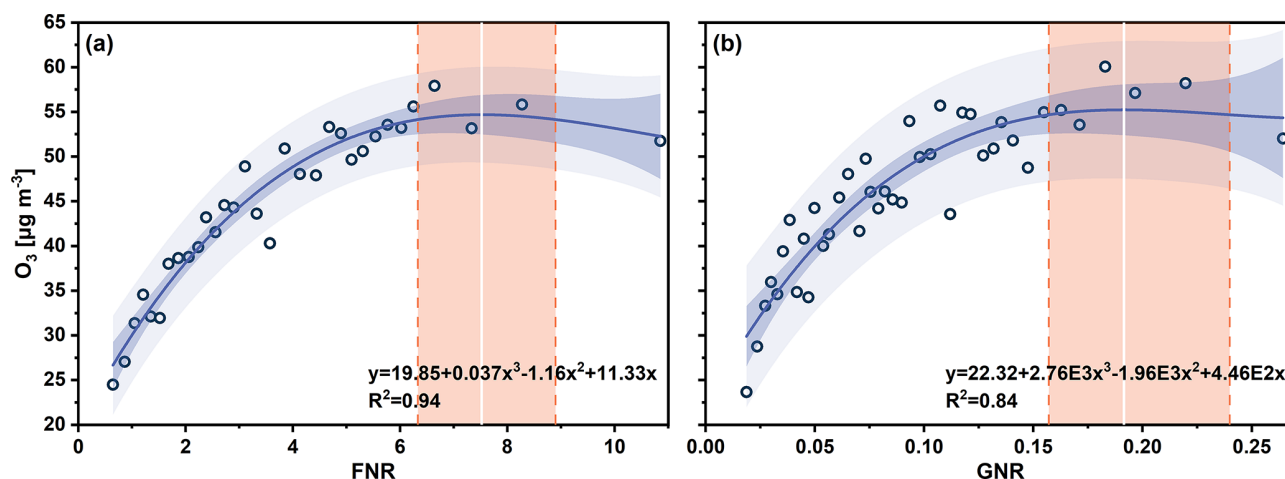 (a)
65
60
55
50
45
40
35
30
25
20
O₃ [µg m⁻³]
y=19.85+0.037x³-1.16x²+11.33x
R²=0.94
0 2 4 6 8 10
FNR
(b)
y=22.32+2.76E3x³-1.96E3x²+4.46E2x
R²=0.84
0.00 0.05 0.10 0.15 0.20 0.25
GNR